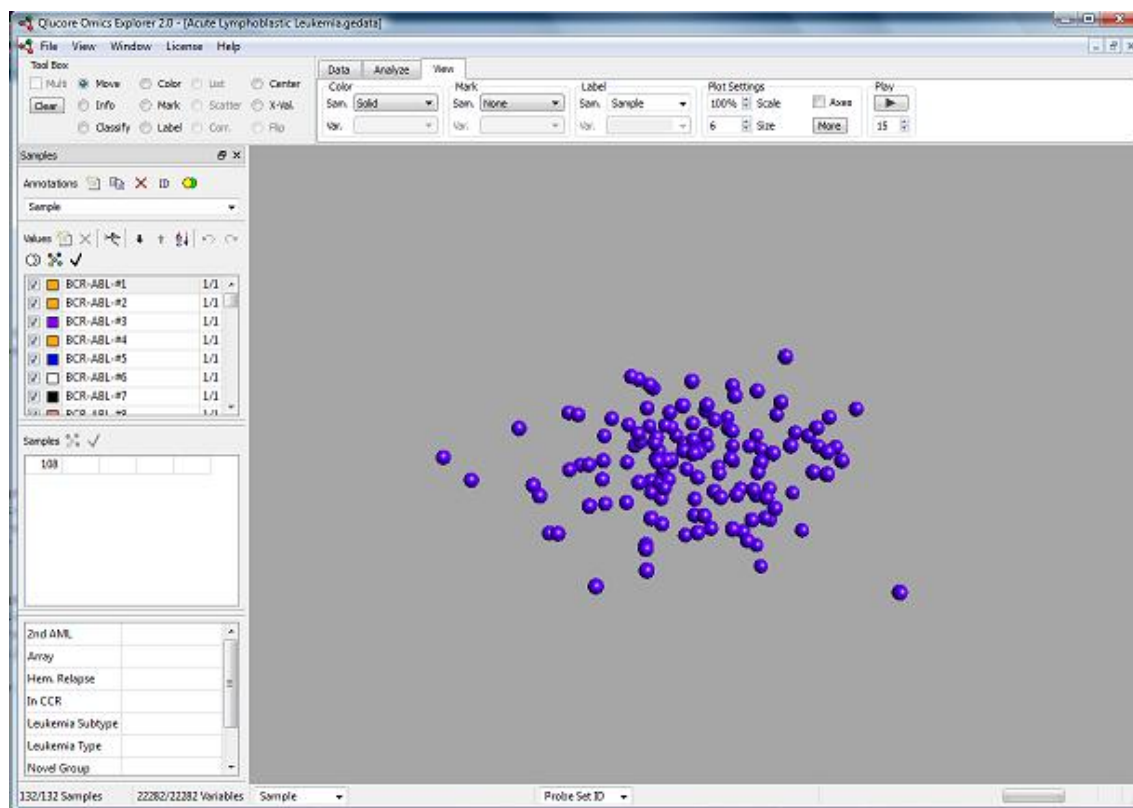 Qlucore Omics Explorer 2.0 - [Acute Lymphoblastic Leukemia.gedata]
File View Window License Help
Tool Box
Multi Move Color List Center
Clear Info Mark Scatter X-Val.
Classify Label Corr. Flip
Data Analyze View
Color Mark Label Plot Settings Play
Sam. Solid Sam. None Sam. Sample 100% Scale Axes
Var. Var. Var. 6 Size More 15
Samples
Annotations ID
Sample
Values
BCR-ABL-#1 1/1
BCR-ABL-#2 1/1
BCR-ABL-#3 1/1
BCR-ABL-#4 1/1
BCR-ABL-#5 1/1
BCR-ABL-#6 1/1
BCR-ABL-#7 1/1
BCR-ABL-#8 1/1
Samples
108
2nd AML
Array
Hem. Relapse
In CCR
Leukemia Subtype
Leukemia Type
Novel Group
132/132 Samples 22282/22282 Variables Sample Probe Set ID